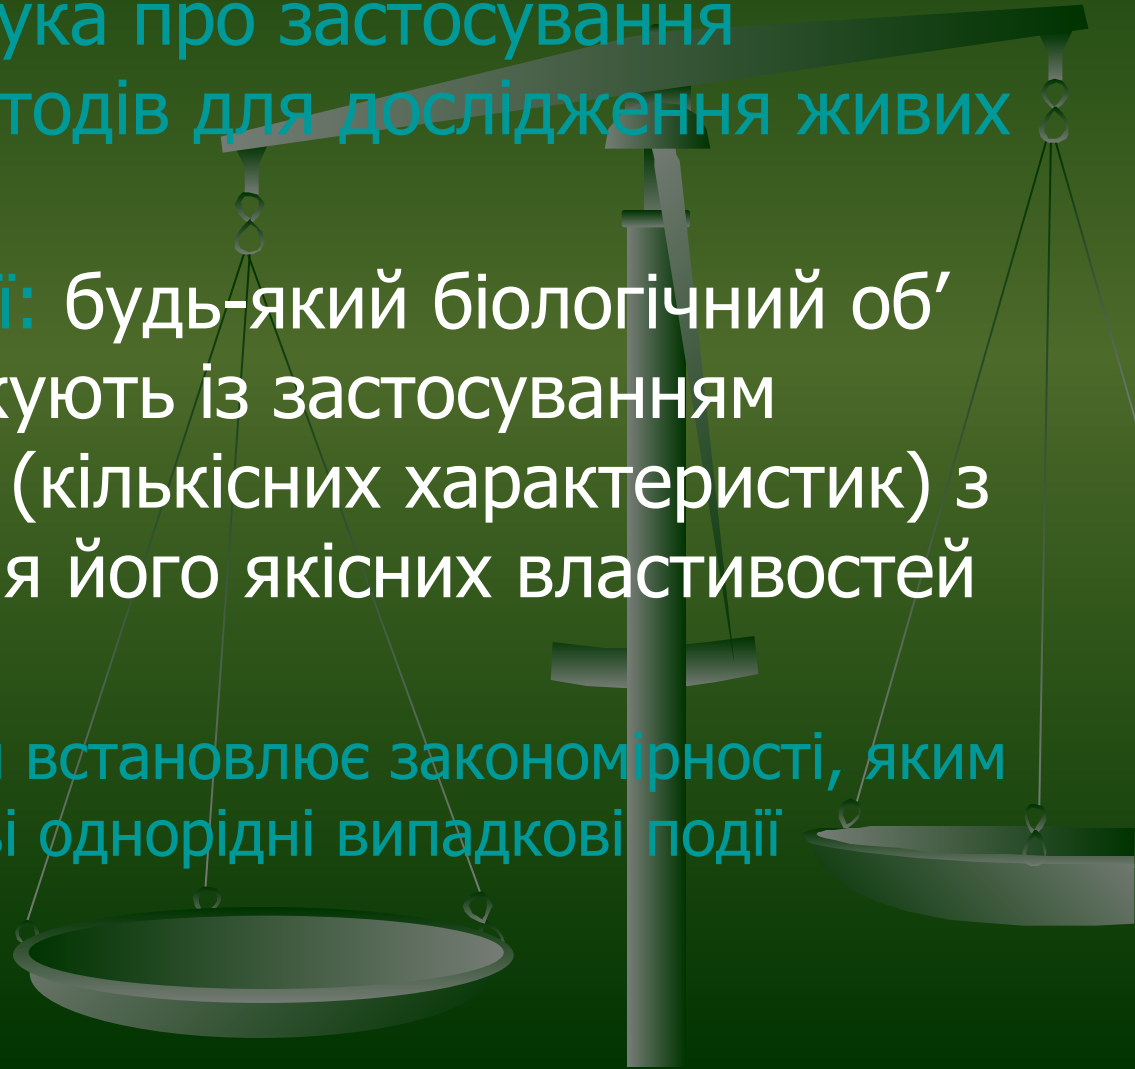 ука про застосування
тодів для дослідження живих
ї: будь-який біологічний об’
кують із застосуванням
(кількісних характеристик) з
я його якісних властивостей
встановлює закономірності, яким
і однорідні випадкові події